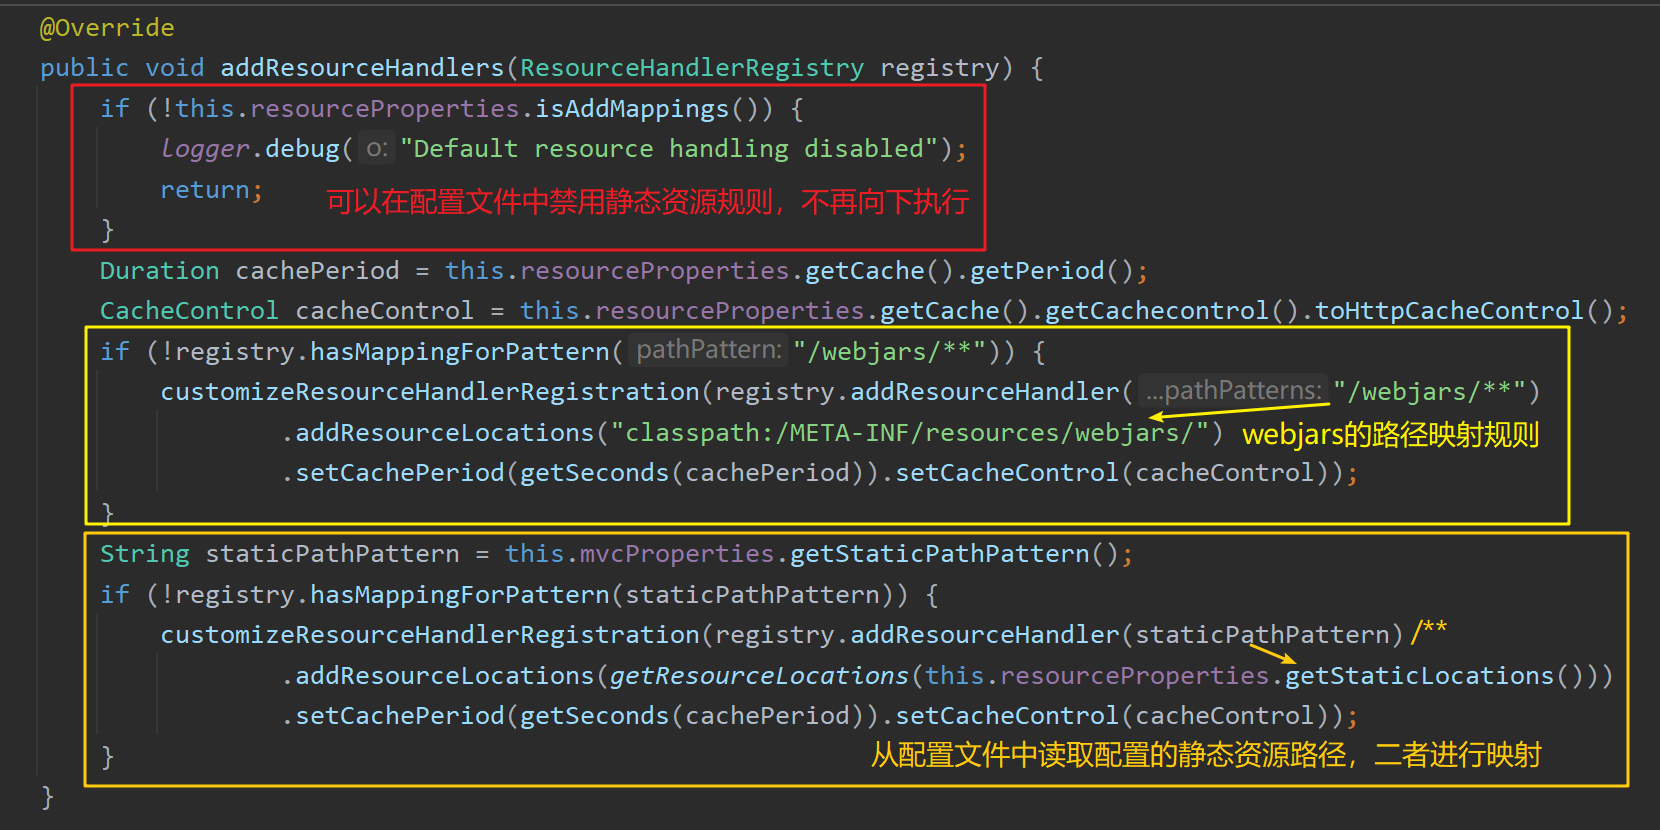 @Override
public void addResourceHandlers(ResourceHandlerRegistry registry) {
if (!this.resourceProperties.isAddMappings()) {
logger.debug( o: "Default resource handling disabled");
return;
可以在配置文件中禁用静态资源规则，不再向下执行
}
Duration cachePeriod = this.resourceProperties.getCache().getPeriod();
CacheControl cacheControl = this.resourceProperties.getCache().getCachecontrol().toHttpCacheControl();
if (!registry.hasMappingForPattern( pathPattern: "/webjars/**")) {
customizeResourceHandlerRegistration(registry.addResourceHandler( ...pathPatterns: "/webjars/**")
.addResourceLocations("classpath:/META-INF/resources/webjars/") webjars的路径映射规则
.setCachePeriod(getSeconds(cachePeriod)).setCacheControl(cacheControl));
}
String staticPathPattern = this.mvcProperties.getStaticPathPattern();
if (!registry.hasMappingForPattern(staticPathPattern)) {
customizeResourceHandlerRegistration(registry.addResourceHandler(staticPathPattern) /**
.addResourceLocations(getResourceLocations(this.resourceProperties.getStaticLocations()))
.setCachePeriod(getSeconds(cachePeriod)).setCacheControl(cacheControl));
}
从配置文件中读取配置的静态资源路径，二者进行映射
}